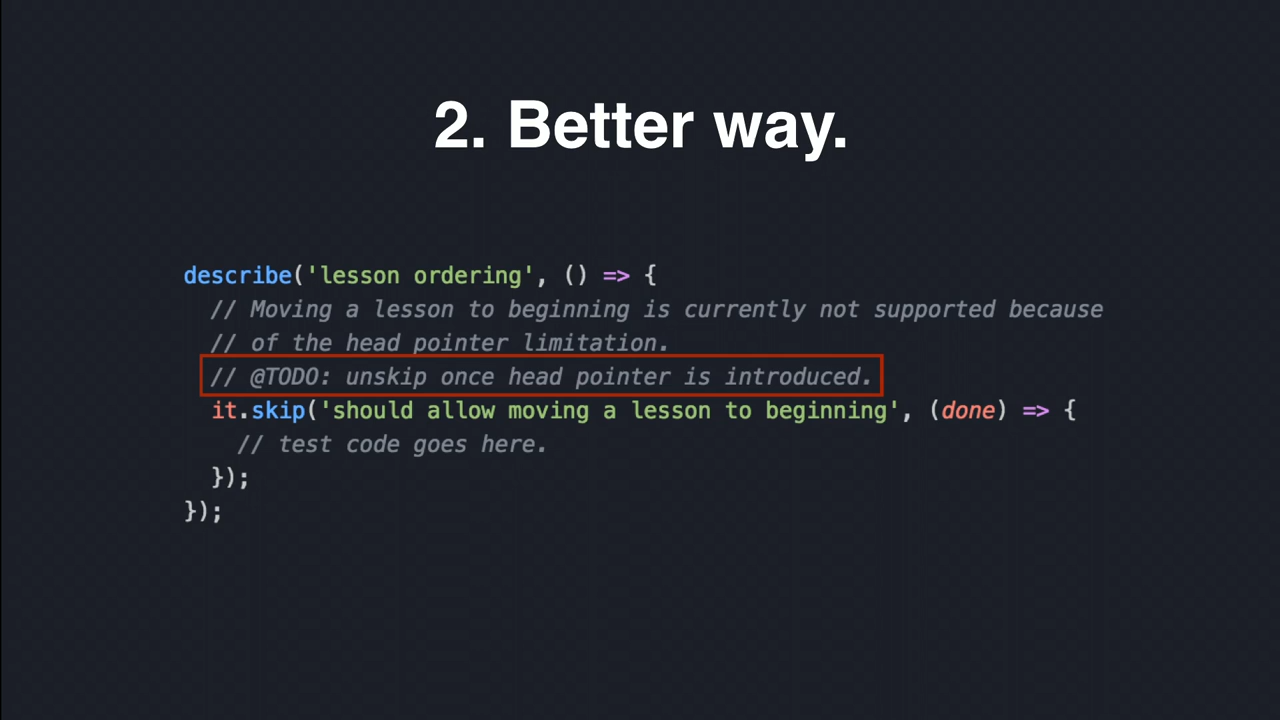 2. Better way.
describe('lesson ordering', () => {
  // Moving a lesson to beginning is currently not supported because
  // of the head pointer limitation.
  // @TODO: unskip once head pointer is introduced.
  it.skip('should allow moving a lesson to beginning', (done) => {
    // test code goes here.
  });
});